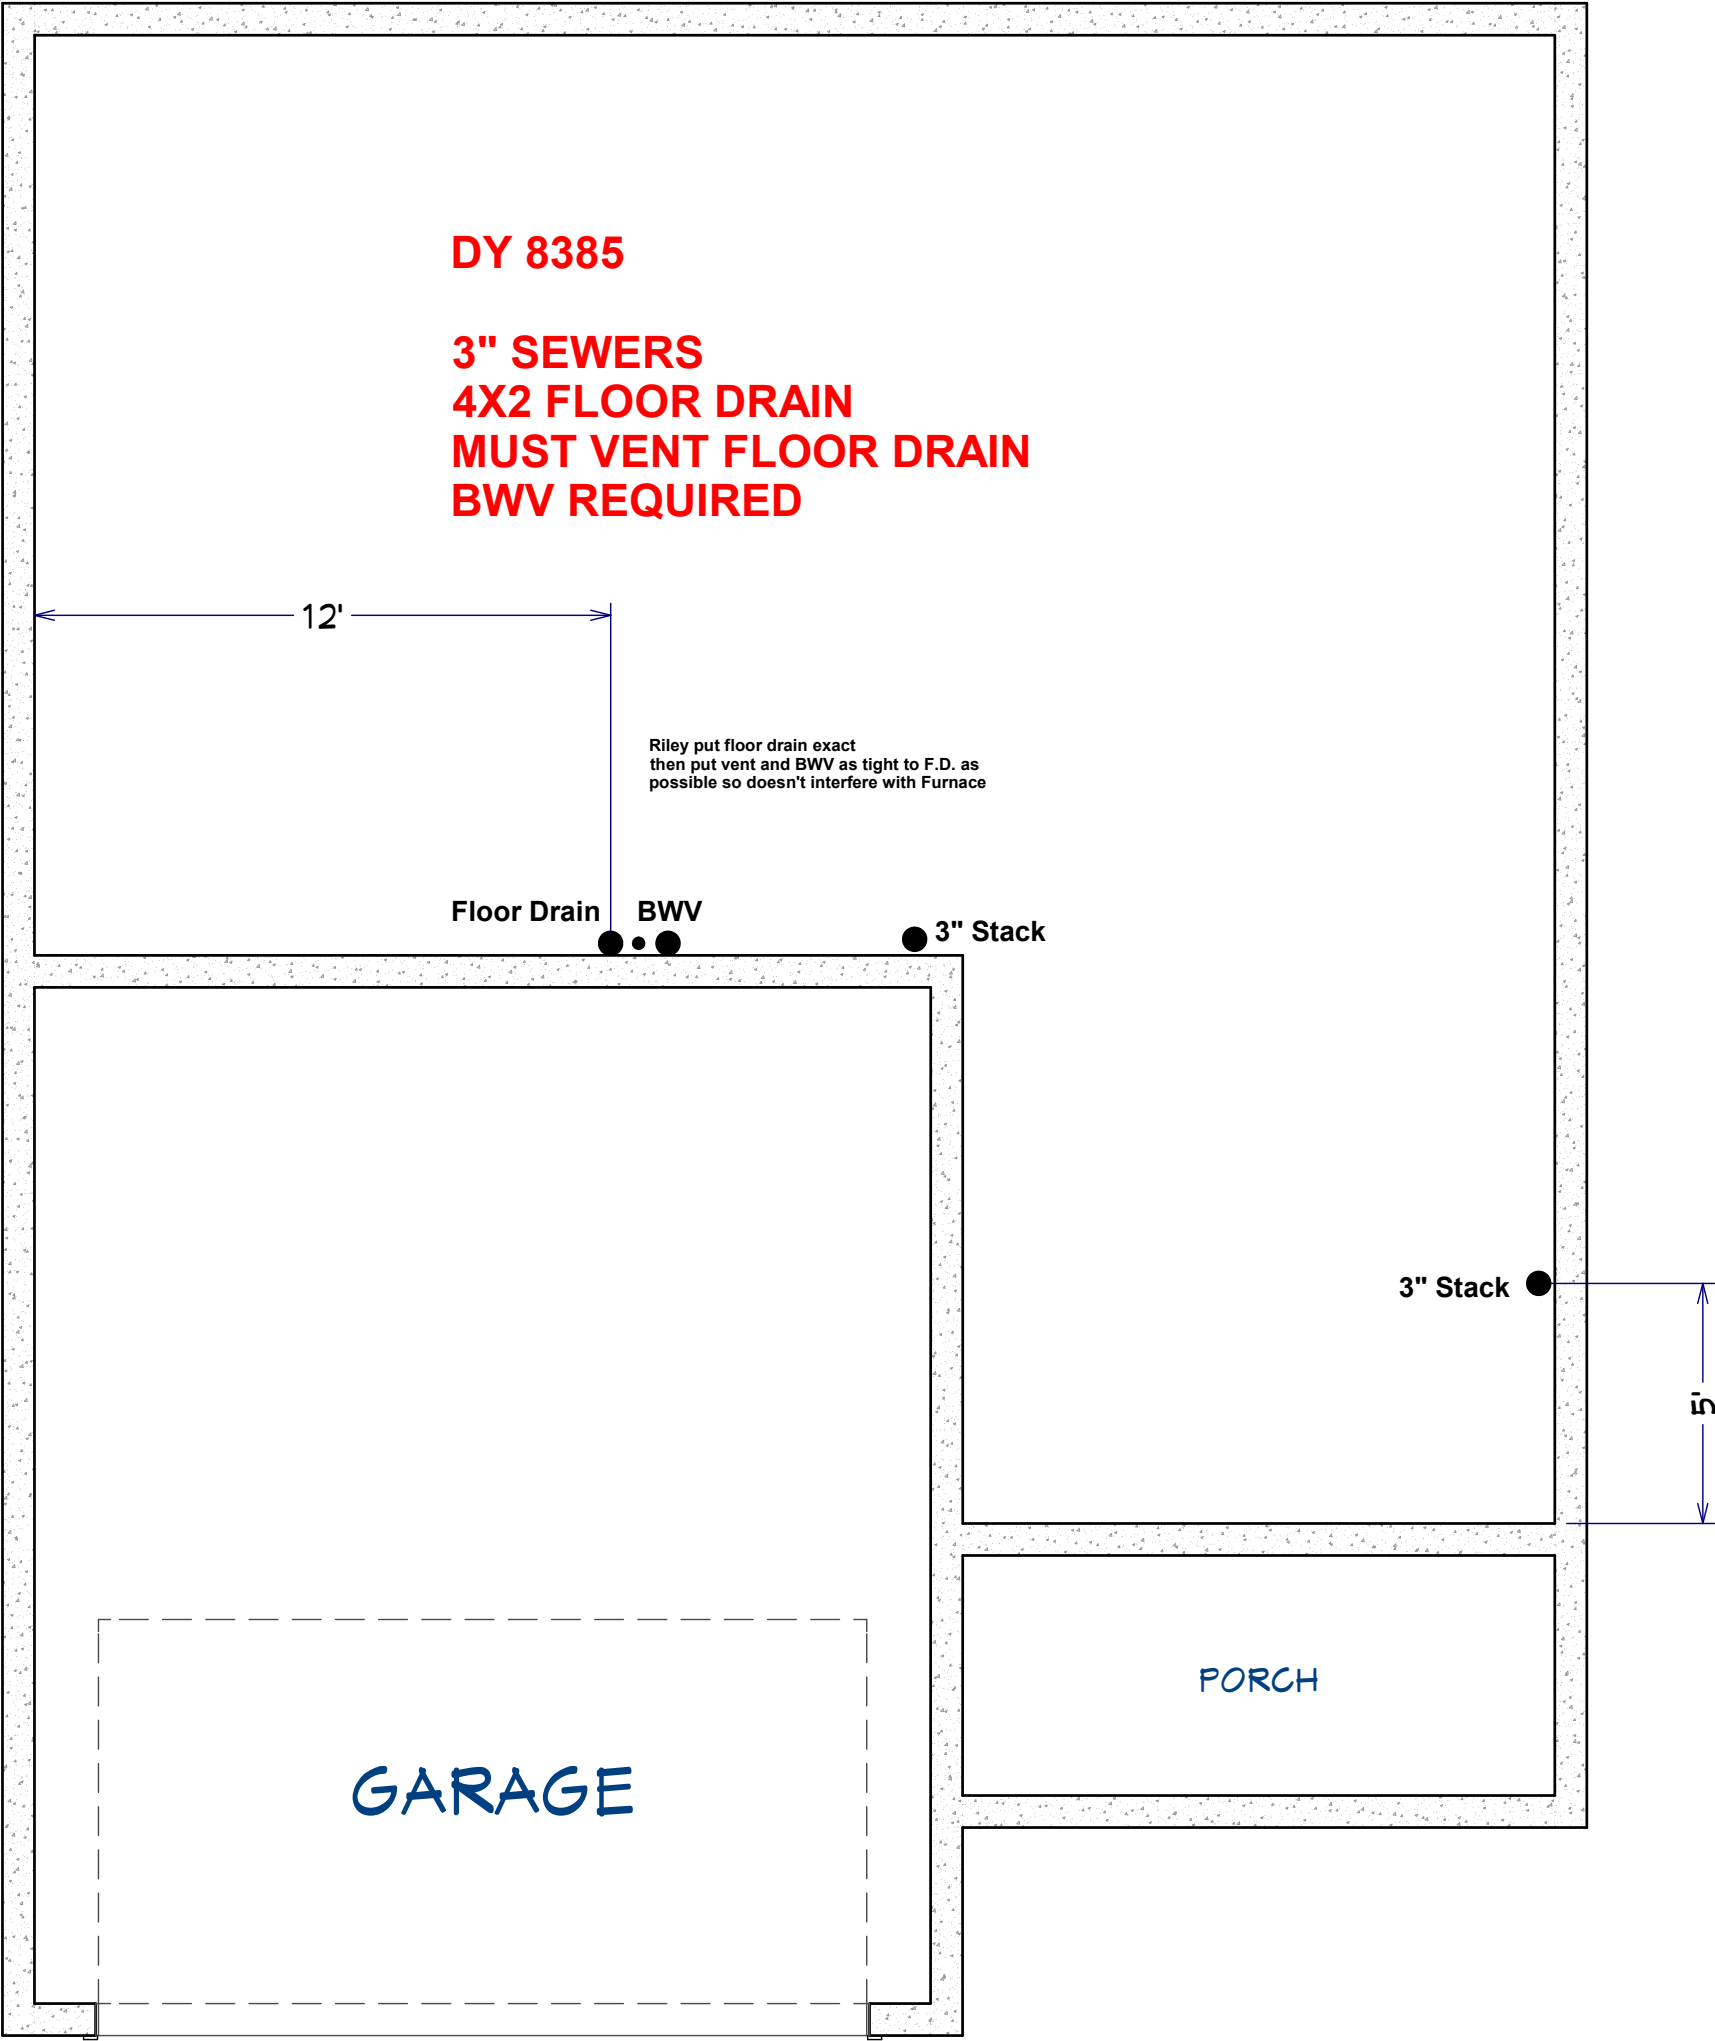 DY 8385
3" SEWERS
4X2 FLOOR DRAIN
MUST VENT FLOOR DRAIN
BWV REQUIRED
12'
Riley put floor drain exact
then put vent and BWV as tight to F.D. as
possible so doesn't interfere with Furnace
Floor Drain
BWV
3" Stack
3" Stack
5'
PORCH
GARAGE